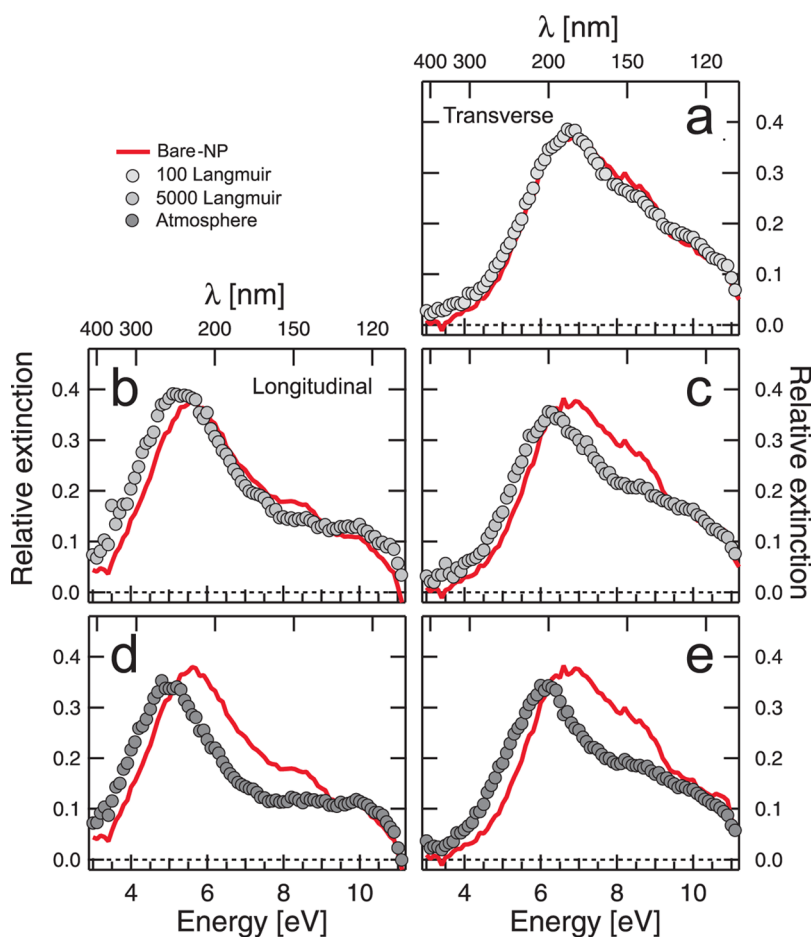 λ [nm]
400 300 200 150 120
Transverse
a
0.4
0.3
0.2
0.1
0.0
Bare-NP
100 Langmuir
5000 Langmuir
Atmosphere
λ [nm]
400 300 200 150 120
b
Longitudinal
0.4
0.3
0.2
0.1
0.0
Relative extinction
c
0.4
0.3
0.2
0.1
0.0
Relative extinction
d
0.4
0.3
0.2
0.1
0.0
4 6 8 10
Energy [eV]
e
0.4
0.3
0.2
0.1
0.0
4 6 8 10
Energy [eV]